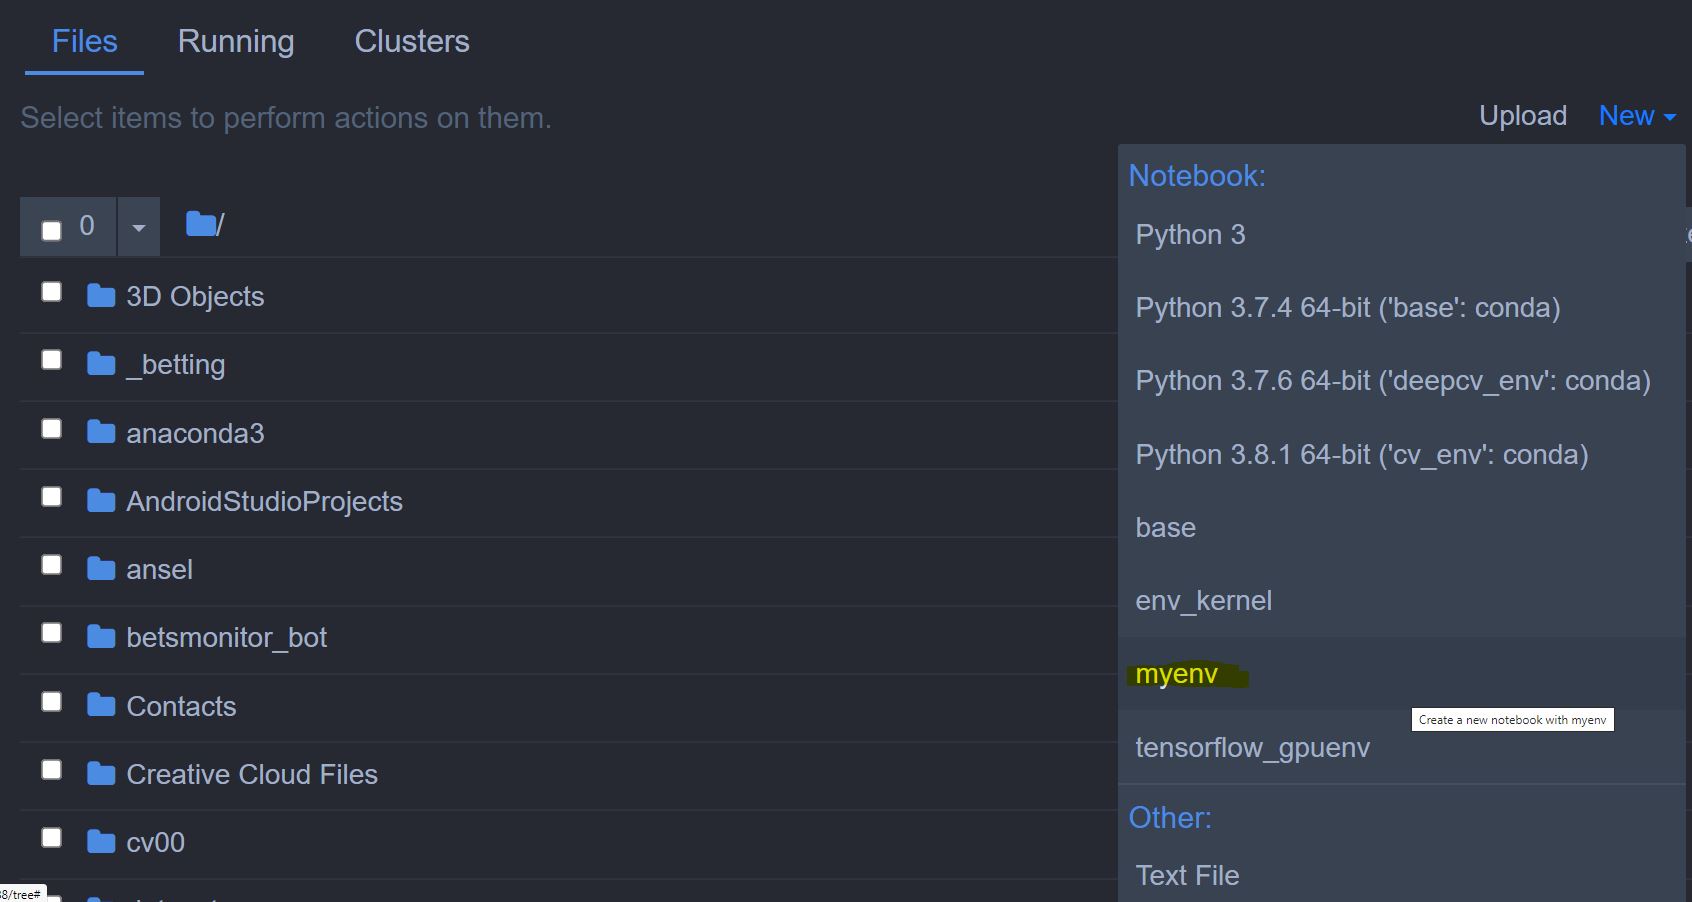 Files Running Clusters
Select items to perform actions on them.
Upload New
0 /
3D Objects
_betting
anaconda3
AndroidStudioProjects
ansel
betsmonitor_bot
Contacts
Creative Cloud Files
cv00
Notebook:
Python 3
Python 3.7.4 64-bit ('base': conda)
Python 3.7.6 64-bit ('deepcv_env': conda)
Python 3.8.1 64-bit ('cv_env': conda)
base
env_kernel
myenv
Create a new notebook with myenv
tensorflow_gpuenv
Other:
Text File
8/tree#